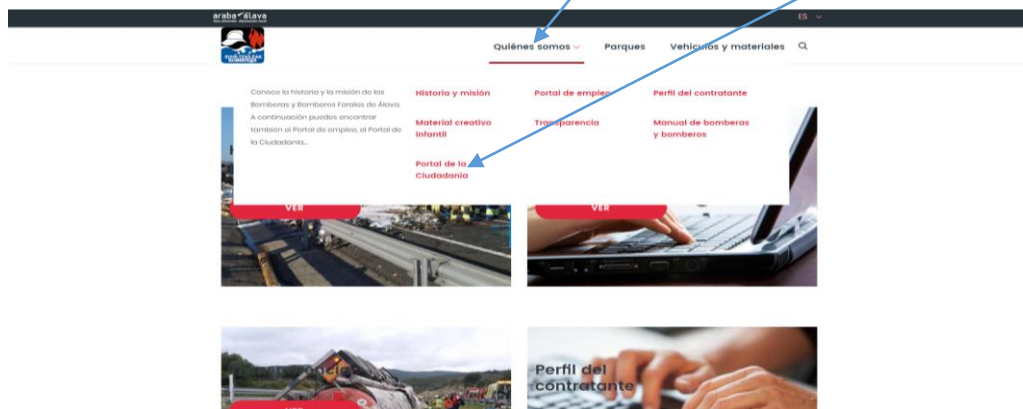 araba álava
ES
Quiénes somos
Parques
Vehículos y materiales
Conoce la historia y la misión de las
Bomberas y Bomberos Forales de Álava.
A continuación puedes encontrar
también el Portal de empleo, el Portal de
la Ciudadanía...
Historia y misión
Portal de empleo
Perfil del contratante
Material creativo
infantil
Transparencia
Manual de bomberas
y bomberos
Portal de la
Ciudadanía
VER
VER
Perfil del
contratante
VER